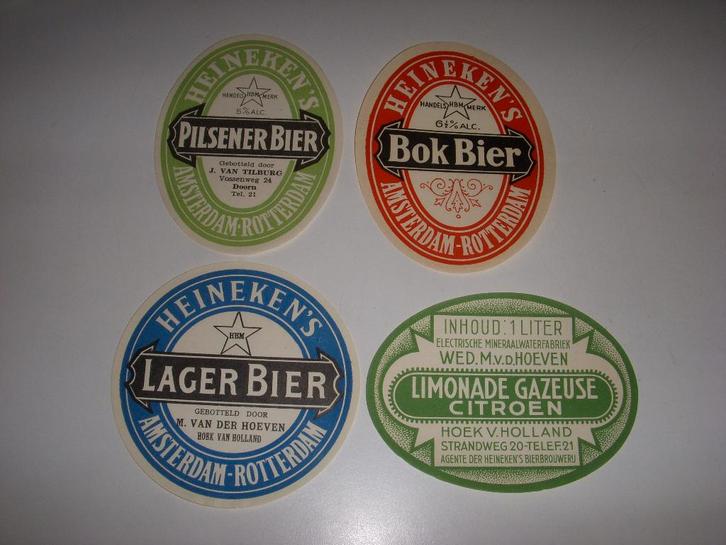 HEINEKEN'S
HANDELS HBM MERK
5% ALC.
PILSENER BIER
Gebotteld door
J. VAN TILBURG
Vossenweg 24
Doorn
Tel. 21
AMSTERDAM-ROTTERDAM
HEINEKEN'S
HANDELS HBM MERK
6½% ALC.
Bok Bier
AMSTERDAM-ROTTERDAM
HEINEKEN'S
HBM
LAGER BIER
GEBOTTELD DOOR
M. VAN DER HOEVEN
HOEK VAN HOLLAND
AMSTERDAM-ROTTERDAM
INHOUD: 1 LITER
ELECTRISCHE MINERAALWATERFABRIEK
WED. M.v.D. HOEVEN
LIMONADE GAZEUSE
CITROEN
HOEK V. HOLLAND
STRANDWEG 20-TELEF. 21
AGENTE DER HEINEKEN'S BIERBROUWERIJ